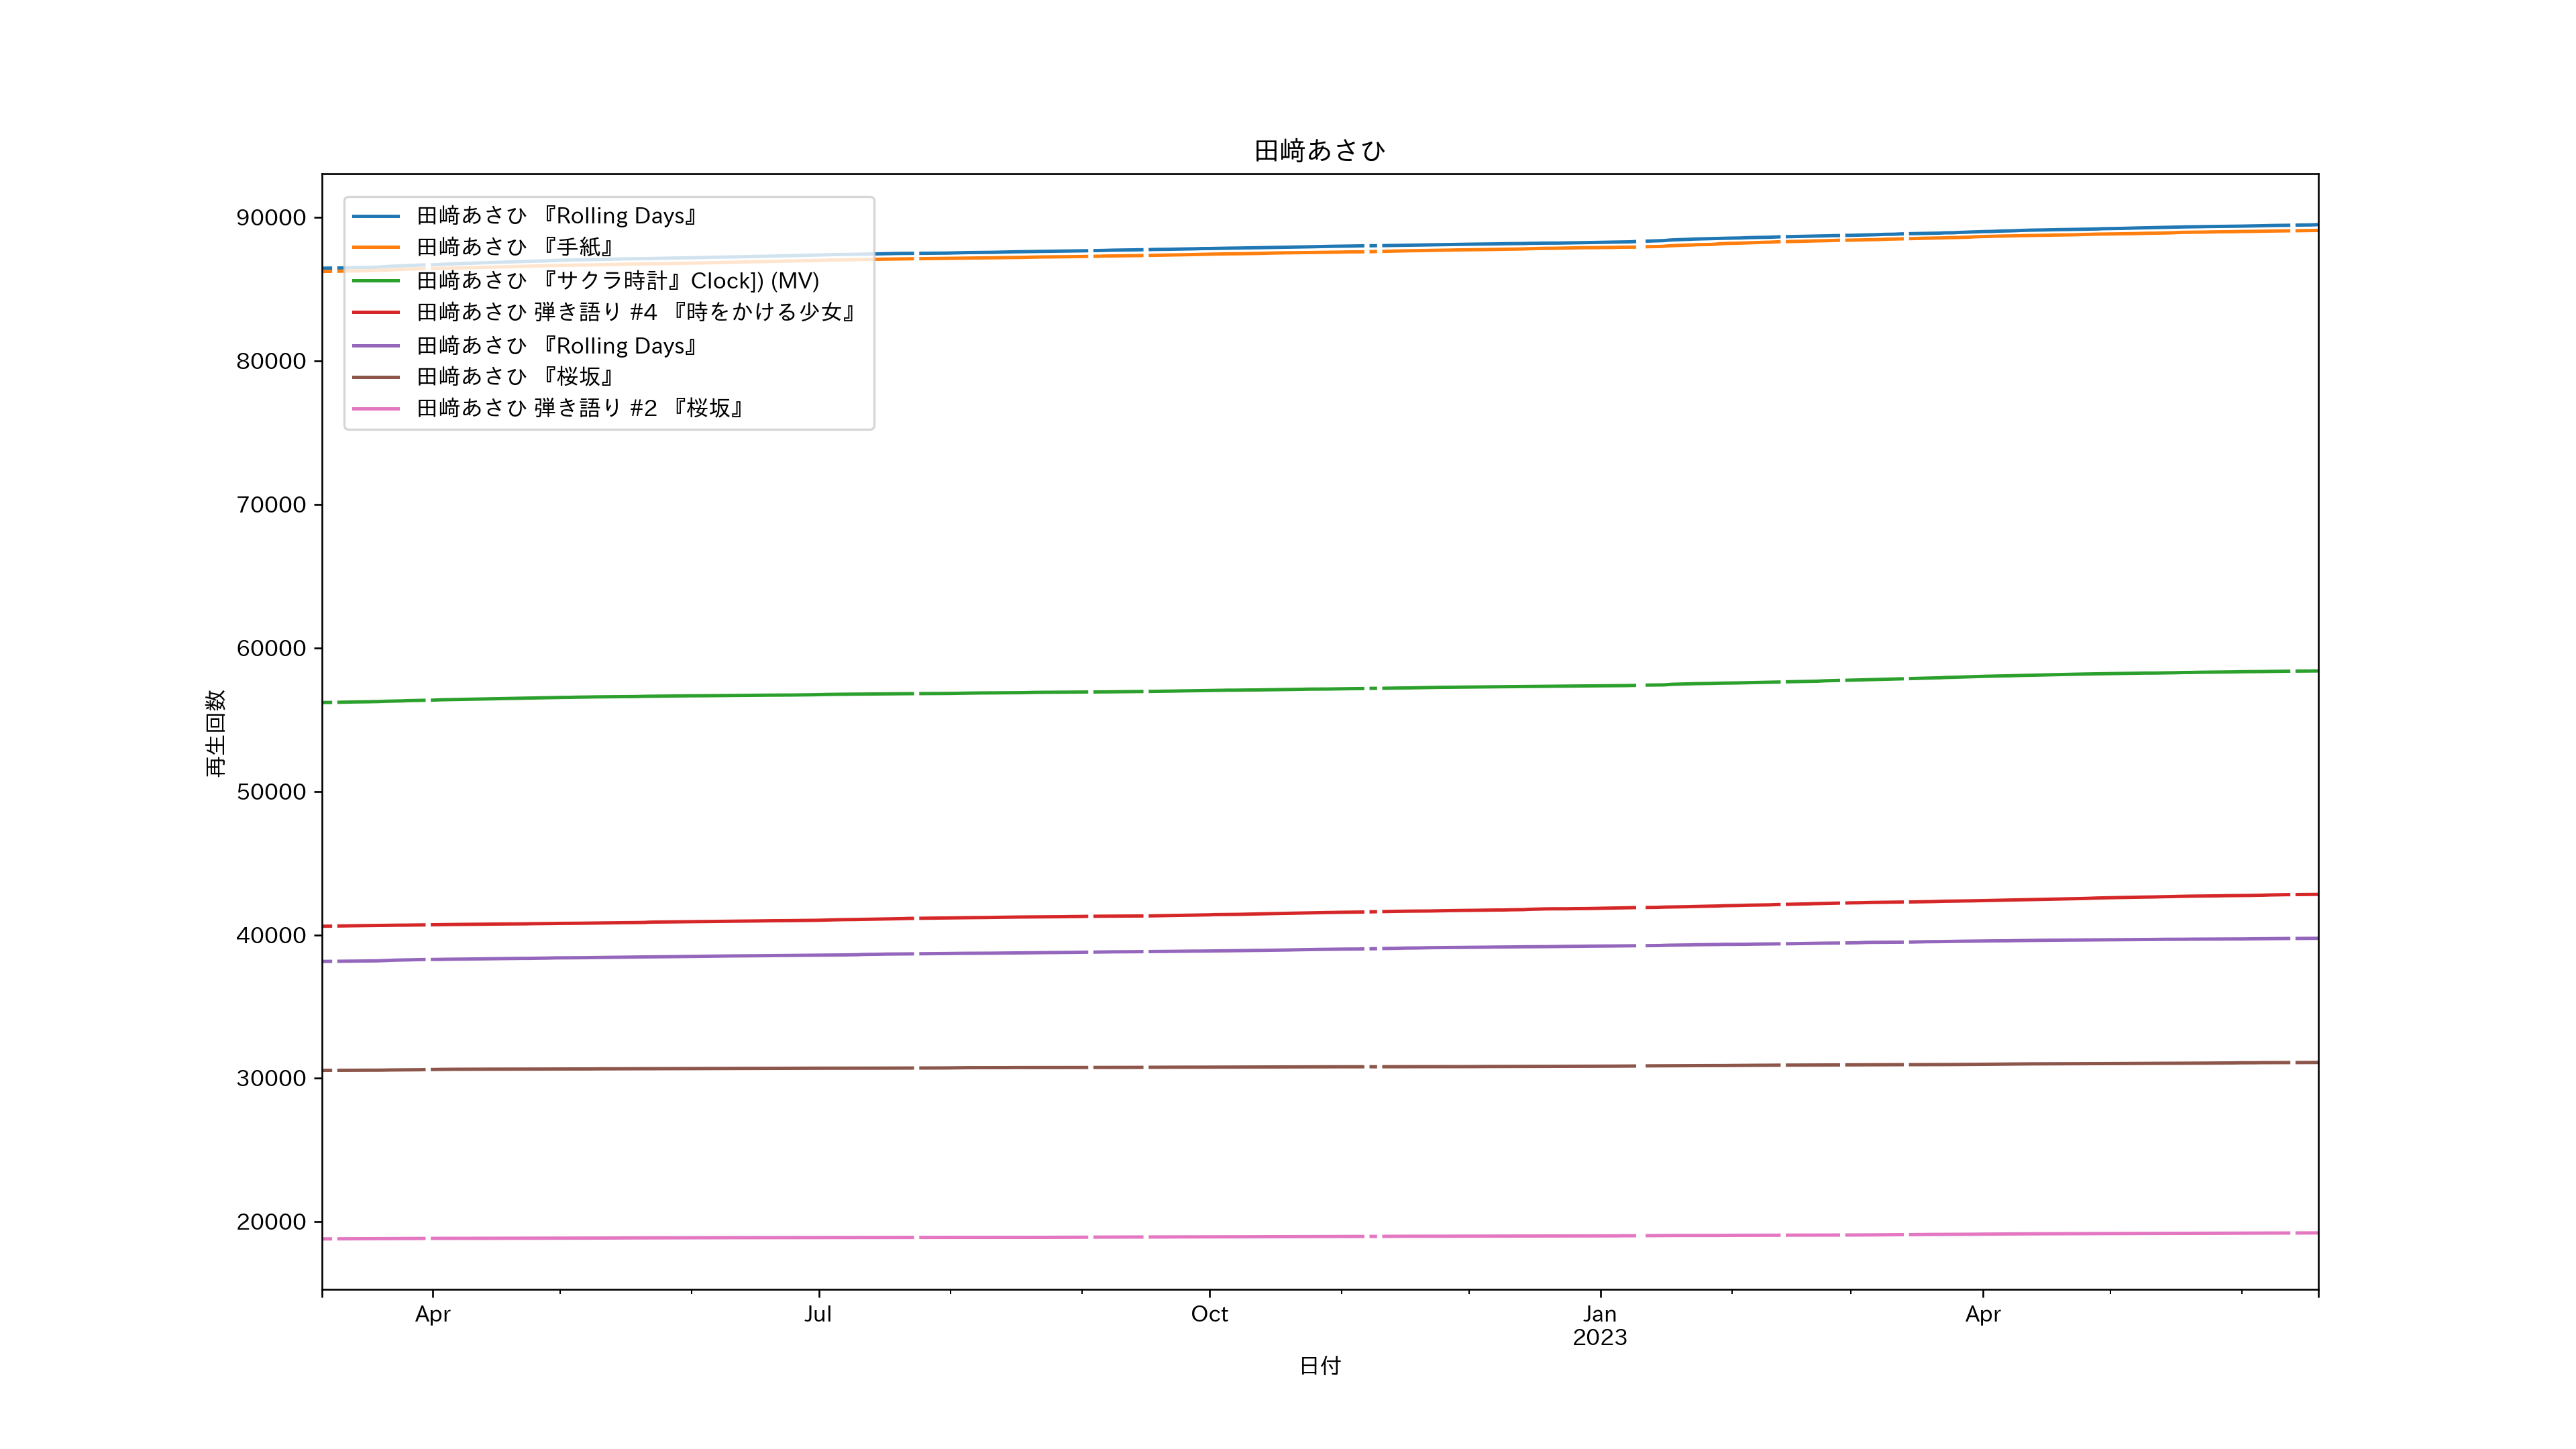 田﨑あさひ
田﨑あさひ 『Rolling Days』
田﨑あさひ 『手紙』
田﨑あさひ 『サクラ時計』Clock]) (MV)
田﨑あさひ 弾き語り #4 『時をかける少女』
田﨑あさひ 『Rolling Days』
田﨑あさひ 『桜坂』
田﨑あさひ 弾き語り #2 『桜坂』
90000
80000
70000
60000
50000
40000
30000
20000
再生回数
Apr Jul Oct Jan Apr
2023
日付